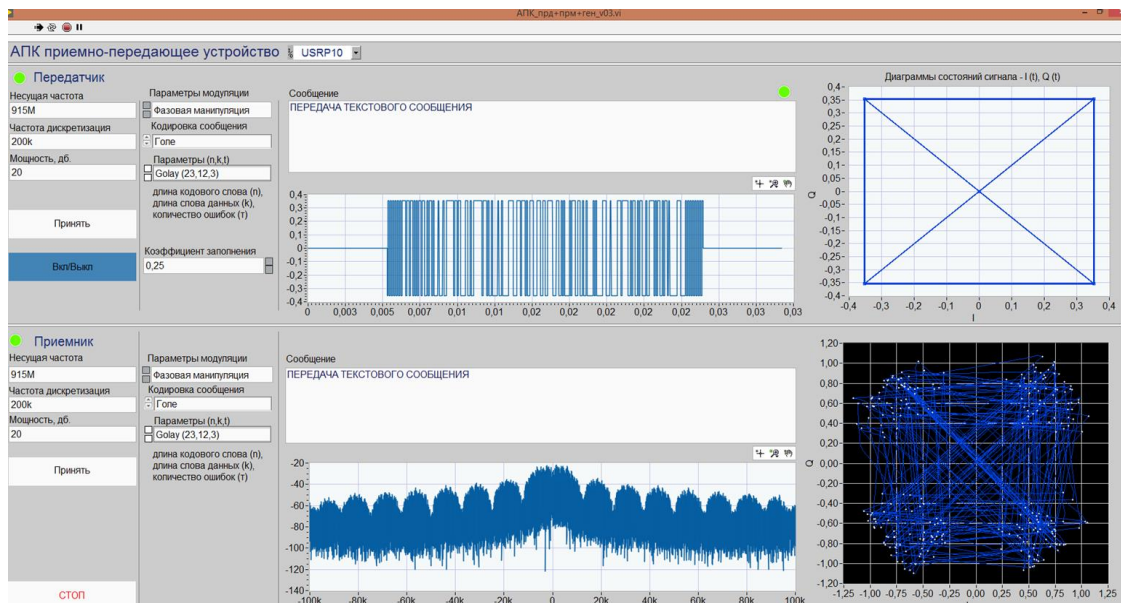 АПК_прд+прм+ген_v03.vi
АПК приемно-передающее устройство USRP10
Передатчик
Несущая частота
915M
Частота дискретизация
200k
Мощность, дб.
20
Принять
Вкл/Выкл
Параметры модуляции
Фазовая манипуляция
Кодировка сообщения
Голе
Параметры (n,k,t)
Golay (23,12,3)
длина кодового слова (n),
длина слова данных (k),
количество ошибок (т)
Коэффициент заполнения
0,25
Сообщение
ПЕРЕДАЧА ТЕКСТОВОГО СООБЩЕНИЯ
0,4
0,3
0,2
0,1
0
-0,1
-0,2
-0,3
-0,4
0 0,003 0,005 0,007 0,01 0,01 0,02 0,02 0,02 0,02 0,02 0,03 0,03
Диаграммы состояний сигнала - I (t), Q (t)
0,4
0,35
0,3
0,25
0,2
0,15
0,1
0,05
0
-0,05
-0,1
-0,15
-0,2
-0,25
-0,3
-0,35
-0,4
Q
-0,4 -0,3 -0,2 -0,1 0 0,1 0,2 0,3 0,4
I
Приемник
Несущая частота
915M
Частота дискретизация
200k
Мощность, дб.
20
Принять
СТОП
Параметры модуляции
Фазовая манипуляция
Кодировка сообщения
Голе
Параметры (n,k,t)
Golay (23,12,3)
длина кодового слова (n),
длина слова данных (k),
количество ошибок (т)
Сообщение
ПЕРЕДАЧА ТЕКСТОВОГО СООБЩЕНИЯ
-20
-40
-60
-80
-100
-120
-140
-100k -80k -60k -40k -20k 0 20k 40k 60k 80k 100k
1,20
1,00
0,80
0,60
0,40
0,20
0,00
-0,20
-0,40
-0,60
-0,80
-1,00
-1,20
Q
-1,25 -1,00 -0,75 -0,50 -0,25 0,00 0,25 0,50 0,75 1,00 1,25